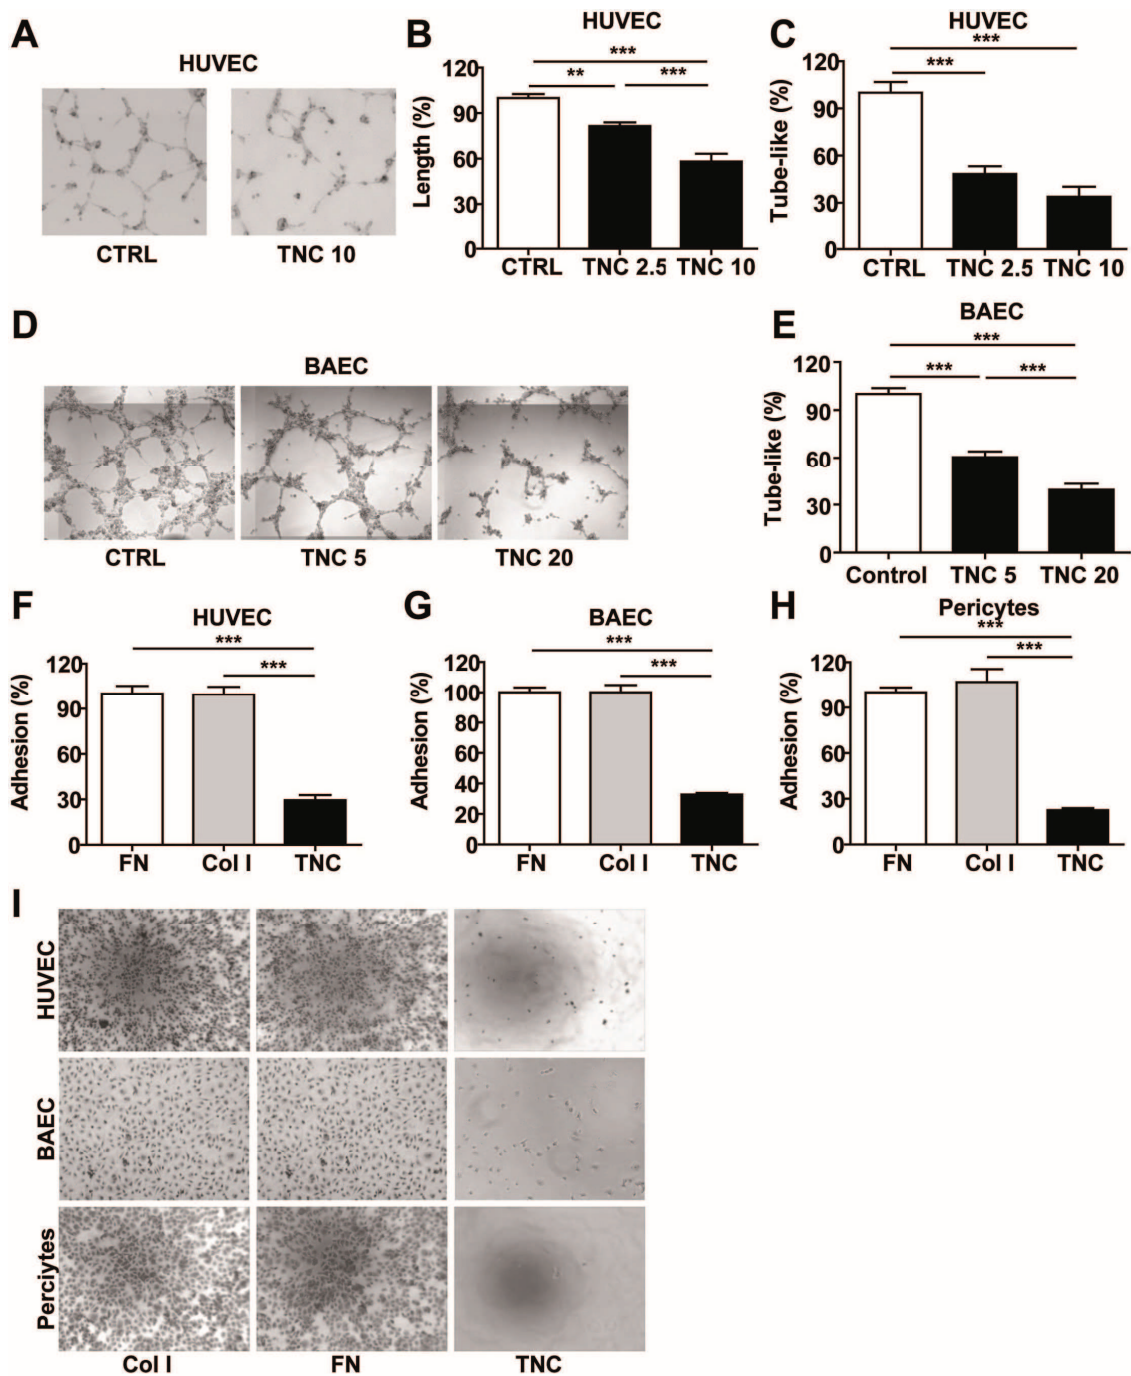 A
HUVEC
CTRL
TNC 10
B
HUVEC
***
**
***
Length (%)
120
90
60
30
0
CTRL
TNC 2.5
TNC 10
C
HUVEC
***
***
Tube-like (%)
120
90
60
30
0
CTRL
TNC 2.5
TNC 10
D
BAEC
CTRL
TNC 5
TNC 20
E
BAEC
***
***
***
Tube-like (%)
120
90
60
30
0
Control
TNC 5
TNC 20
F
HUVEC
***
***
Adhesion (%)
120
90
60
30
0
FN
Col I
TNC
G
BAEC
***
***
Adhesion (%)
120
100
80
60
40
20
0
FN
Col I
TNC
H
Pericytes
***
***
Adhesion (%)
120
90
60
30
0
FN
Col I
TNC
I
HUVEC
BAEC
Perciytes
Col I
FN
TNC